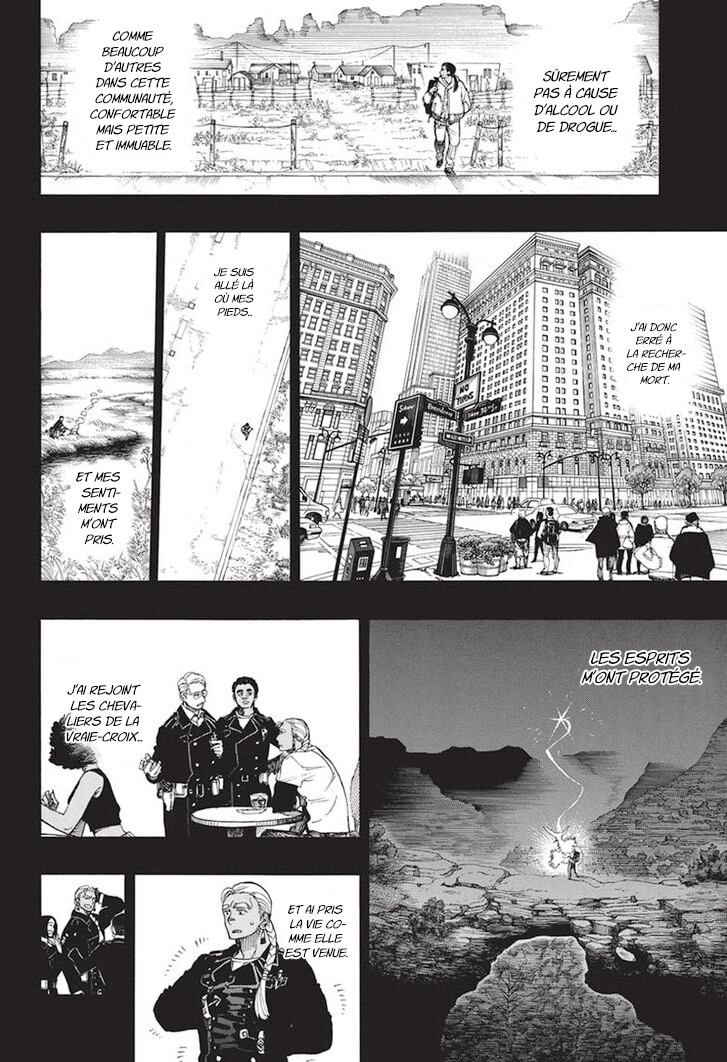 SÛREMENT
PAS À CAUSE
D'ALCOOL OU
DE DROGUE..
COMME
BEAUCOUP
D'AUTRES
DANS CETTE
COMMUNAUTÉ,
CONFORTABLE
MAIS PETITE
ET IMMUABLE.
J'AI DONC
ERRÉ À
LA RECHER-
CHE DE MA
MORT.
NO
TURNS
Subway
Broadway
JE SUIS
ALLÉ LÀ
OÙ MES
PIEDS..
ET MES
SENTI-
MENTS
M'ONT
PRIS.
LES ESPRITS
M'ONT PROTÉGÉ.
J'AI REJOINT
LES CHEVA-
LIERS DE LA
VRAIE-CROIX..
ET AI PRIS
LA VIE CO-
MME ELLE
EST VENUE.